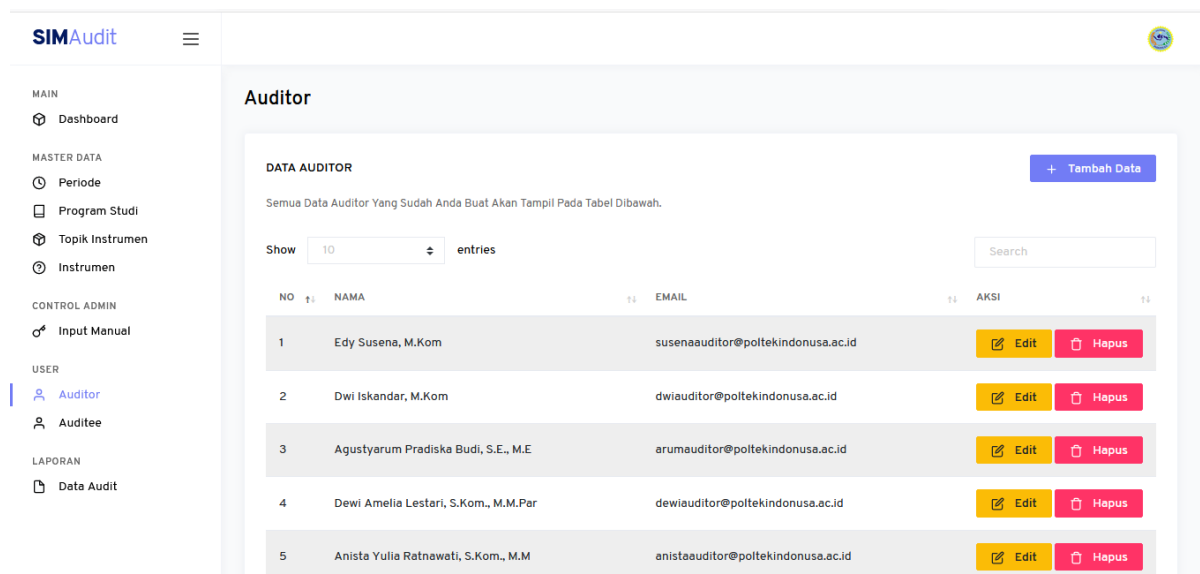 SIMAudit
MAIN
Dashboard
MASTER DATA
Periode
Program Studi
Topik Instrumen
Instrumen
CONTROL ADMIN
Input Manual
USER
Auditor
Auditee
LAPORAN
Data Audit
Auditor
DATA AUDITOR
+ Tambah Data
Semua Data Auditor Yang Sudah Anda Buat Akan Tampil Pada Tabel Dibawah.
Show 10 entries
Search
NO NAMA EMAIL AKSI
1 Edy Susena, M.Kom susenaauditor@poltekindonusa.ac.id Edit Hapus
2 Dwi Iskandar, M.Kom dwiauditor@poltekindonusa.ac.id Edit Hapus
3 Agustyarum Pradiska Budi, S.E., M.E arumauditor@poltekindonusa.ac.id Edit Hapus
4 Dewi Amelia Lestari, S.Kom., M.M.Par dewiauditor@poltekindonusa.ac.id Edit Hapus
5 Anista Yulia Ratnawati, S.Kom., M.M anistaauditor@poltekindonusa.ac.id Edit Hapus